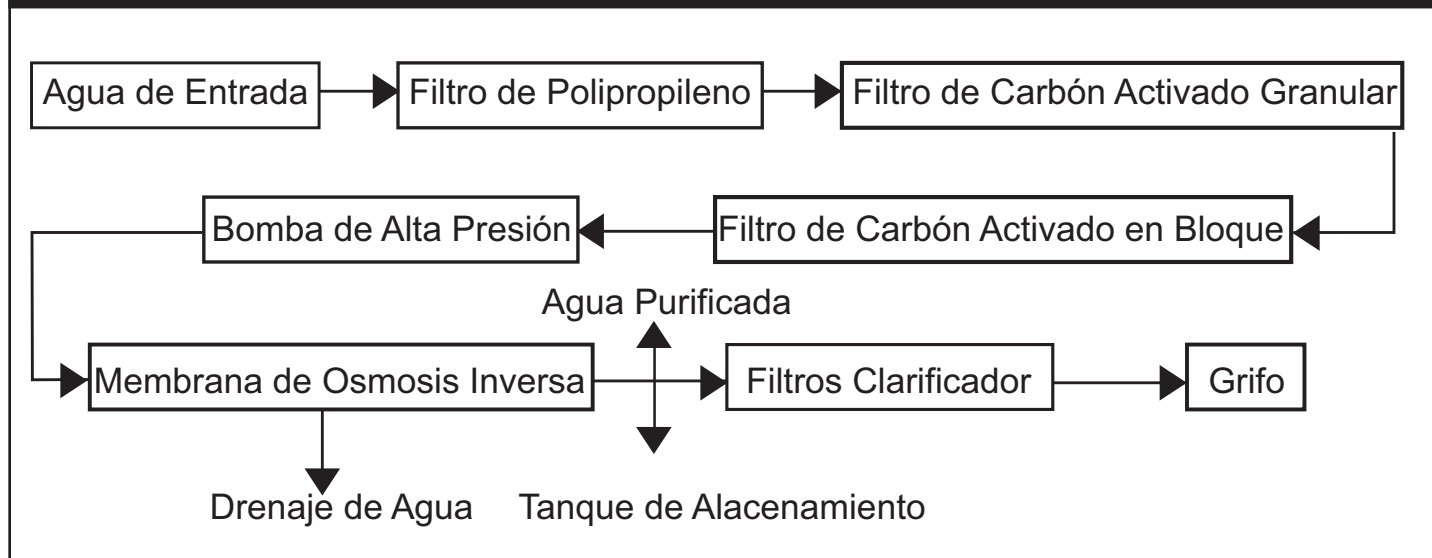 Agua de Entrada
Filtro de Polipropileno
Filtro de Carbón Activado Granular
Filtro de Carbón Activado en Bloque
Bomba de Alta Presión
Membrana de Osmosis Inversa
Agua Purificada
Filtros Clarificador
Grifo
Drenaje de Agua
Tanque de Alacenamiento